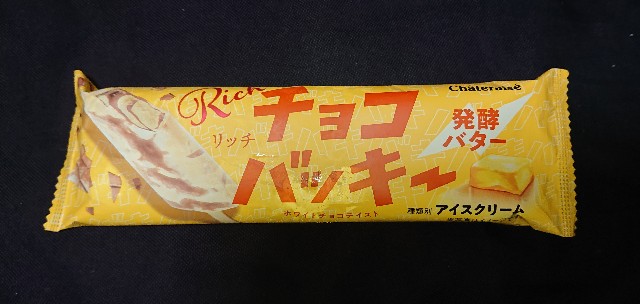 Rich
リッチ
チョコ
バッキー
ホワイトチョコテイスト
Chateraisé
発酵
バター
種類別 アイスクリーム